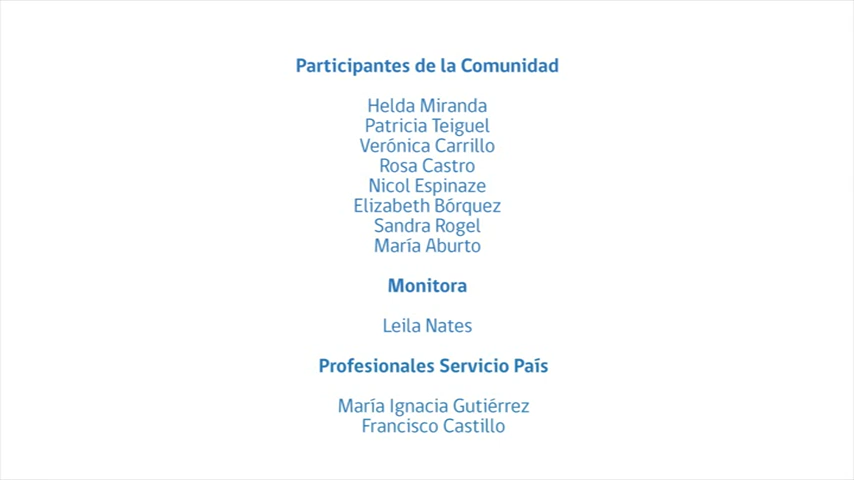 Participantes de la Comunidad
Helda Miranda
Patricia Teiguel
Verónica Carrillo
Rosa Castro
Nicol Espinaze
Elizabeth Bórquez
Sandra Rogel
María Aburto
Monitora
Leila Nates
Profesionales Servicio País
María Ignacia Gutiérrez
Francisco Castillo